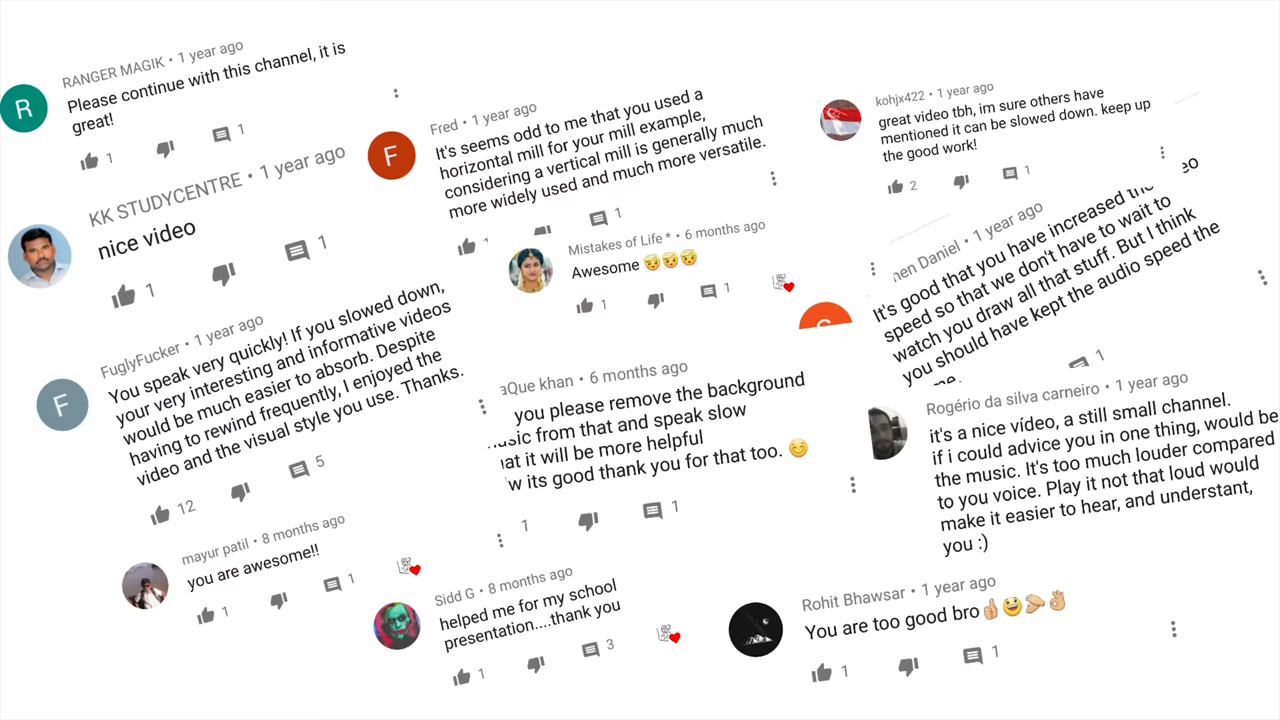 RANGER MAGIK • 1 year ago
Please continue with this channel, it is
great!
1
1
KK STUDYCENTRE • 1 year ago
nice video
1
1
FuglyFucker • 1 year ago
You speak very quickly! If you slowed down,
your very interesting and informative videos
would be much easier to absorb. Despite
having to rewind frequently, I enjoyed the
video and the visual style you use. Thanks.
12
5
mayur patil • 8 months ago
you are awesome!!
1
1
Fred • 1 year ago
It's seems odd to me that you used a
horizontal mill for your mill example,
considering a vertical mill is generally much
more widely used and much more versatile.
1
Mistakes of Life * • 6 months ago
Awesome 😇😇😇
1
1
aQue khan • 6 months ago
you please remove the background
usic from that and speak slow
at it will be more helpful
w its good thank you for that too. 😊
1
1
Sidd G • 8 months ago
helped me for my school
presentation....thank you
1
3
kohjx422 • 1 year ago
great video tbh, im sure others have
mentioned it can be slowed down. keep up
the good work!
2
1
en Daniel • 1 year ago
It's good that you have increased the eo
speed so that we don't have to wait to
watch you draw all that stuff. But I think
you should have kept the audio speed the
1
Rogério da silva carneiro • 1 year ago
it's a nice vídeo, a still small channel.
if i could advice you in one thing, would be
the music. It's too much louder compared
to you voice. Play it not that loud would
make it easier to hear, and understant,
you :)
Rohit Bhawsar • 1 year ago
You are too good bro👍😃🫴👌
1
1
R
F
F